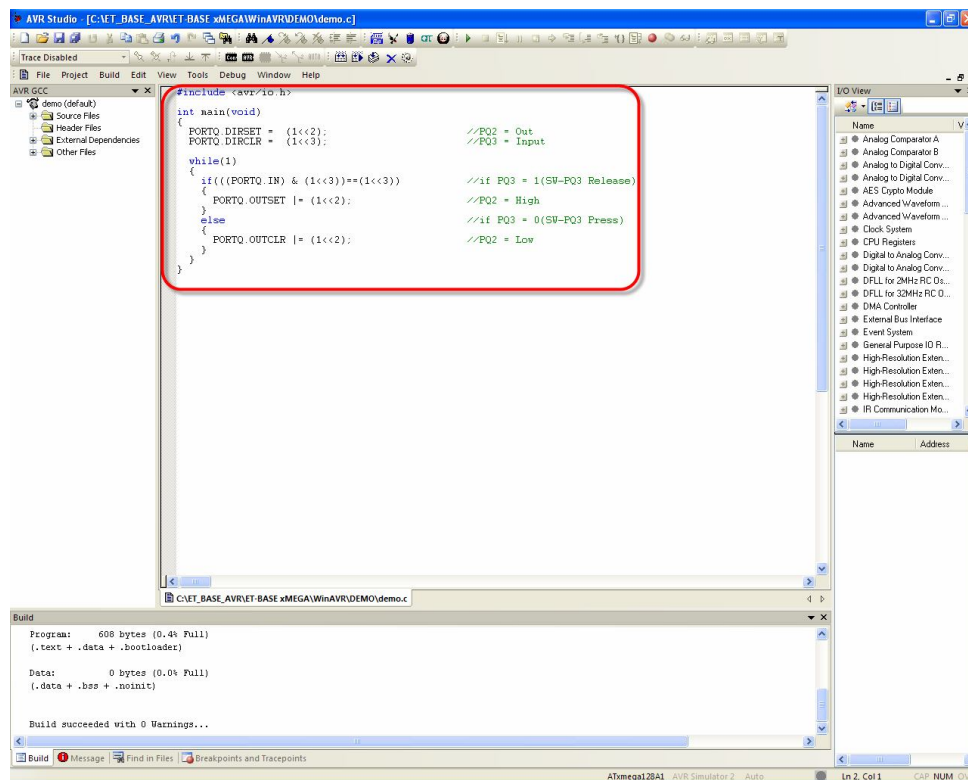 AVR Studio - [C:\ET_BASE_AVR\ET-BASE xMEGA\WinAVR\DEMO\demo.c]
Trace Disabled
File Project Build Edit View Tools Debug Window Help
AVR GCC
demo (default)
Source Files
Header Files
External Dependencies
Other Files
#include <avr/io.h>
int main(void)
{
PORTQ.DIRSET = (1<<2); //PQ2 = Out
PORTQ.DIRCLR = (1<<3); //PQ3 = Input
while(1)
{
if(((PORTQ.IN) & (1<<3))==(1<<3)) //if PQ3 = 1(SW-PQ3 Release)
{
PORTQ.OUTSET |= (1<<2); //PQ2 = High
}
else //if PQ3 = 0(SW-PQ3 Press)
{
PORTQ.OUTCLR |= (1<<2); //PQ2 = Low
}
}
}
C:\ET_BASE_AVR\ET-BASE xMEGA\WinAVR\DEMO\demo.c
I/O View
Name V
Analog Comparator A
Analog Comparator B
Analog to Digital Conv...
Analog to Digital Conv...
AES Crypto Module
Advanced Waveform ...
Advanced Waveform ...
Clock System
CPU Registers
Digital to Analog Conv...
Digital to Analog Conv...
DFLL for 2MHz RC Os...
DFLL for 32MHz RC O...
DMA Controller
External Bus Interface
Event System
General Purpose IO R...
High-Resolution Exten...
High-Resolution Exten...
High-Resolution Exten...
High-Resolution Exten...
IR Communication Mo...
Name Address
Build
Program: 608 bytes (0.4% Full)
(.text + .data + .bootloader)
Data: 0 bytes (0.0% Full)
(.data + .bss + .noinit)
Build succeeded with 0 Warnings...
Build Message Find in Files Breakpoints and Tracepoints
ATxmega128A1 AVR Simulator 2 Auto Ln 2, Col 1 CAP NUM OV